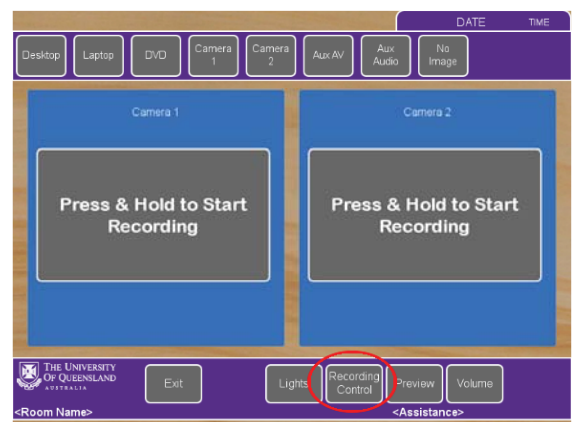 DATE TIME
Desktop
Laptop
DVD
Camera
1
Camera
2
Aux AV
Aux
Audio
No
Image
Camera 1
Camera 2
Press & Hold to Start
Recording
Press & Hold to Start
Recording
THE UNIVERSITY
OF QUEENSLAND
AUSTRALIA
Exit
Lights
Recording
Control
Preview
Volume
<Room Name>
<Assistance>